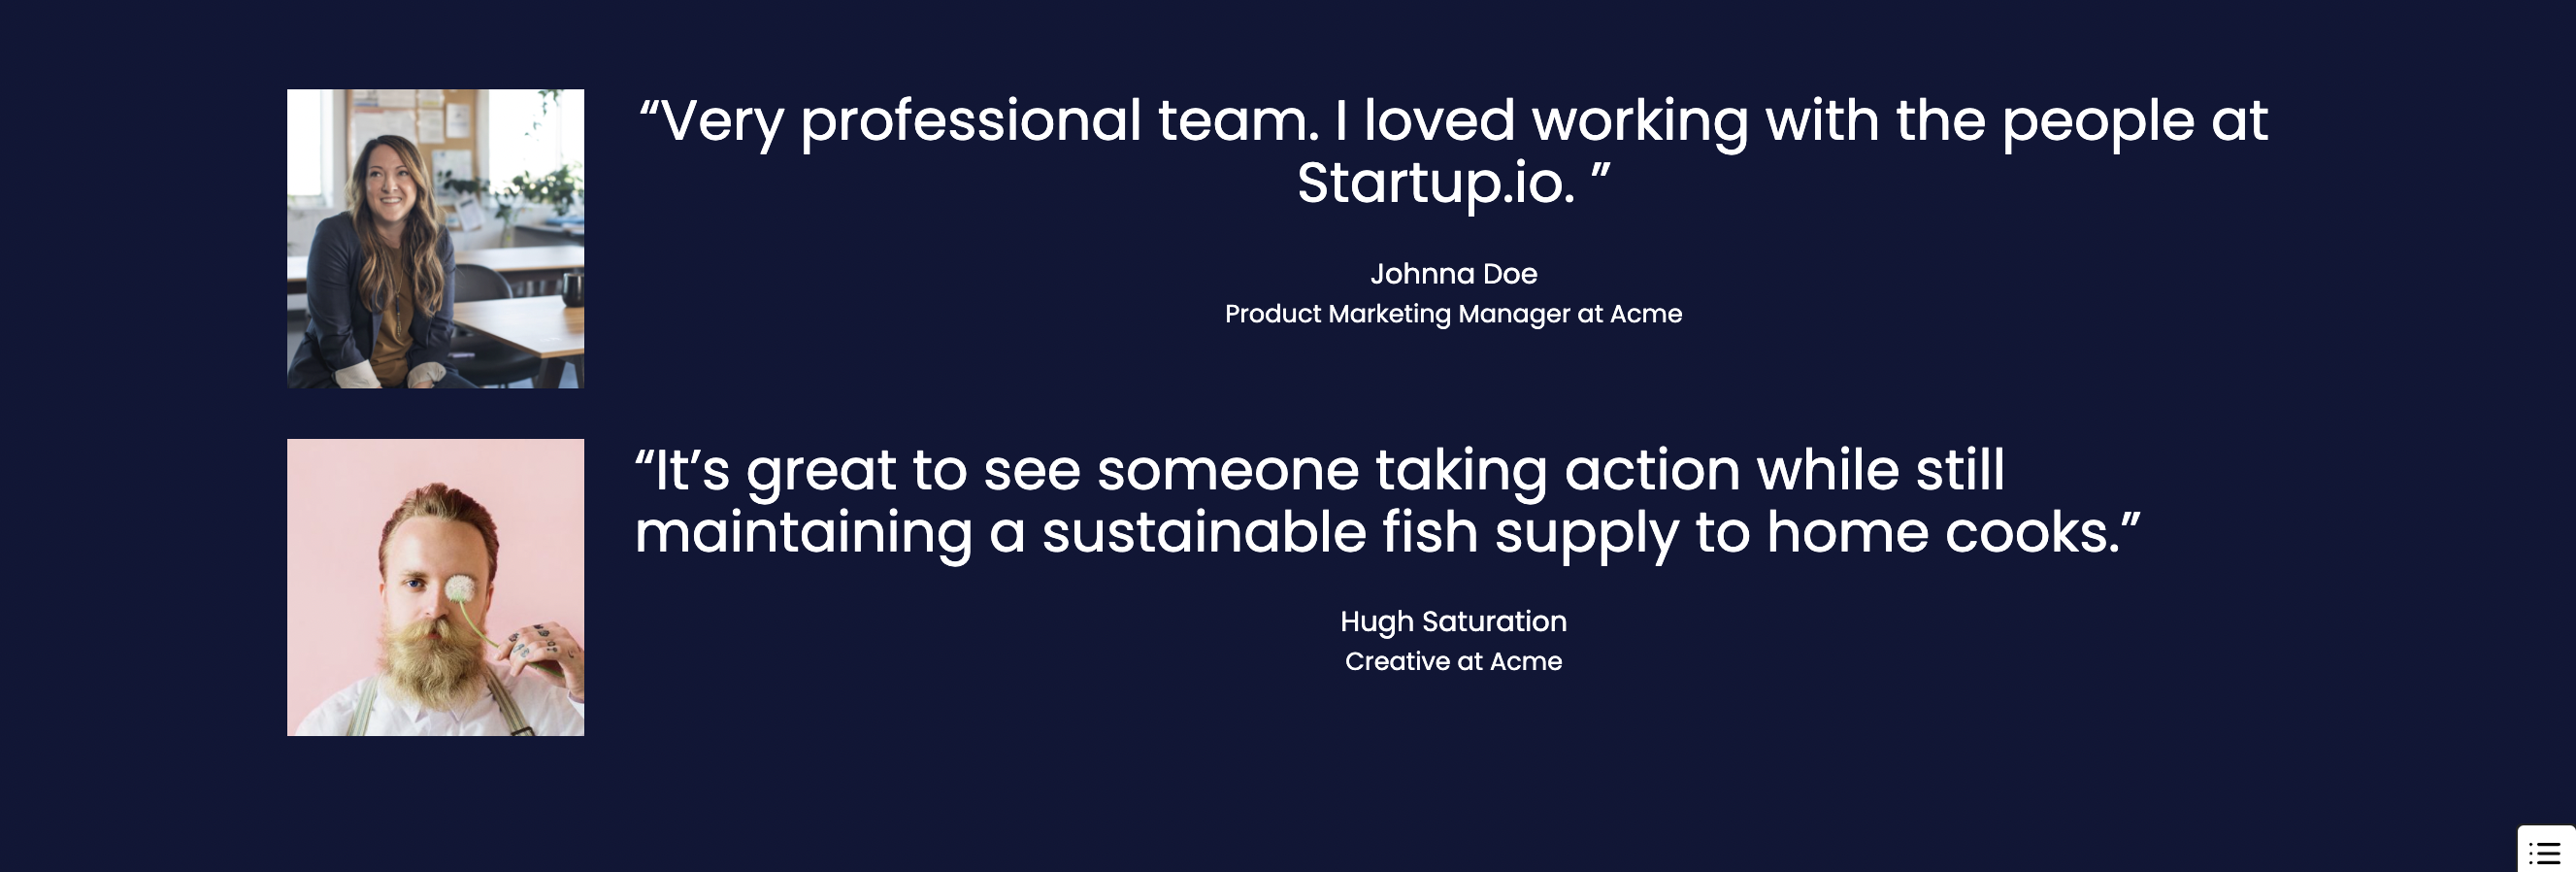 “Very professional team. I loved working with the people at
Startup.io. ”
Johnna Doe
Product Marketing Manager at Acme
“It’s great to see someone taking action while still
maintaining a sustainable fish supply to home cooks.”
Hugh Saturation
Creative at Acme